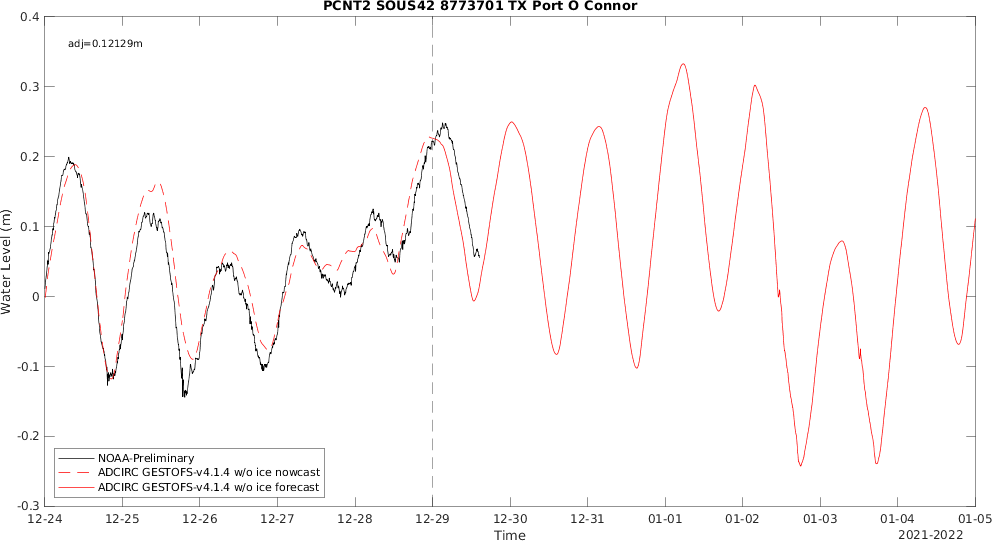 PCNT2 SOUS42 8773701 TX Port O Connor
adj=0.12129m
Water Level (m)
0.4
0.3
0.2
0.1
0
-0.1
-0.2
-0.3
NOAA-Preliminary
ADCIRC GESTOFS-v4.1.4 w/o ice nowcast
ADCIRC GESTOFS-v4.1.4 w/o ice forecast
12-24 12-25 12-26 12-27 12-28 12-29 12-30 12-31 01-01 01-02 01-03 01-04 01-05
Time
2021-2022